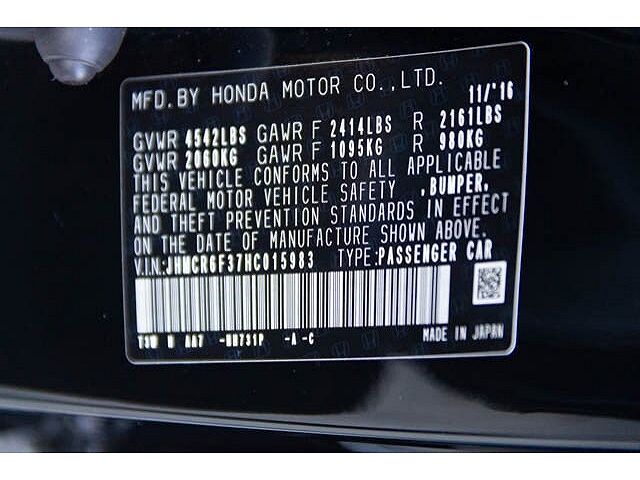 MFD.BY HONDA MOTOR CO.,LTD. 11/'16
GVWR 4542LBS GAWR F 2414LBS R 2161LBS
GVWR 2060KG GAWR F 1095KG R 980KG
THIS VEHICLE CONFORMS TO ALL APPLICABLE
FEDERAL MOTOR VEHICLE SAFETY ,BUMPER,
AND THEFT PREVENTION STANDARDS IN EFFECT
ON THE DATE OF MANUFACTURE SHOWN ABOVE.
V.I.N:JHMCR6F37HC015983 TYPE:PASSENGER CAR
AA7 -NH731P -A -C MADE IN JAPAN